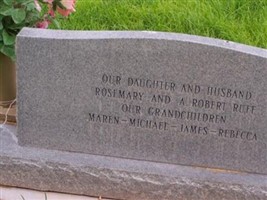 OUR DAUGHTER AND HUSBAND
ROSEMARY AND A ROBERT RUFF
OUR GRANDCHILDREN
MAREN - MICHAEL - JAMES - REBECCA